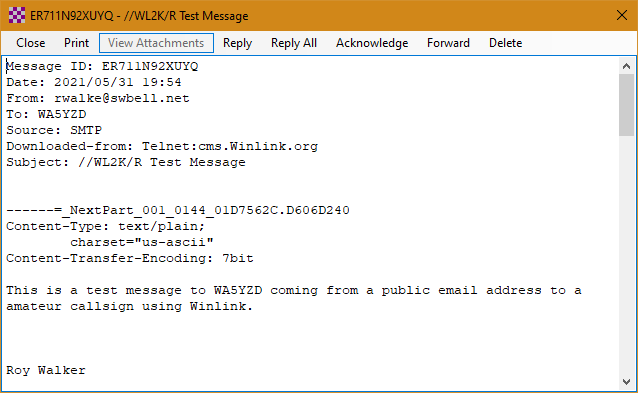 ER711N92XUYQ - //WL2K/R Test Message
Close Print View Attachments Reply Reply All Acknowledge Forward Delete
Message ID: ER711N92XUYQ
Date: 2021/05/31 19:54
From: rwalke@swbell.net
To: WA5YZD
Source: SMTP
Downloaded-from: Telnet:cms.Winlink.org
Subject: //WL2K/R Test Message
------=_NextPart_001_0144_01D7562C.D606D240
Content-Type: text/plain;
charset="us-ascii"
Content-Transfer-Encoding: 7bit
This is a test message to WA5YZD coming from a public email address to a
amateur callsign using Winlink.
Roy Walker